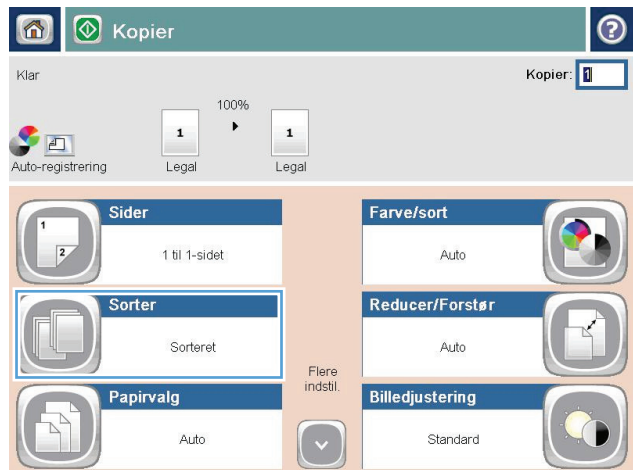 Kopier
Klar
Kopier: 1
100%
1
1
Auto-registrering
Legal
Legal
Sider
1
2
1 til 1-sidet
Farve/sort
Auto
Sorter
Sorteret
Reducer/Forstør
Auto
Flere
indstil.
Papirvalg
Auto
Billedjustering
Standard